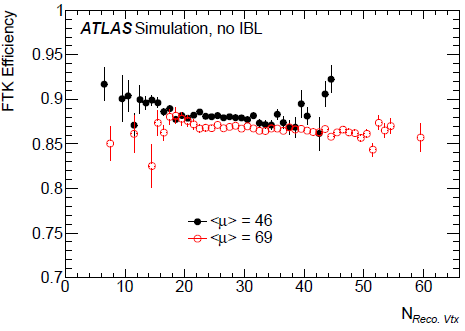 FTK Efficiency
1
0.95
0.9
0.85
0.8
0.75
0.7
ATLAS Simulation, no IBL
<μ> = 46
<μ> = 69
0 10 20 30 40 50 60
N Reco. Vtx